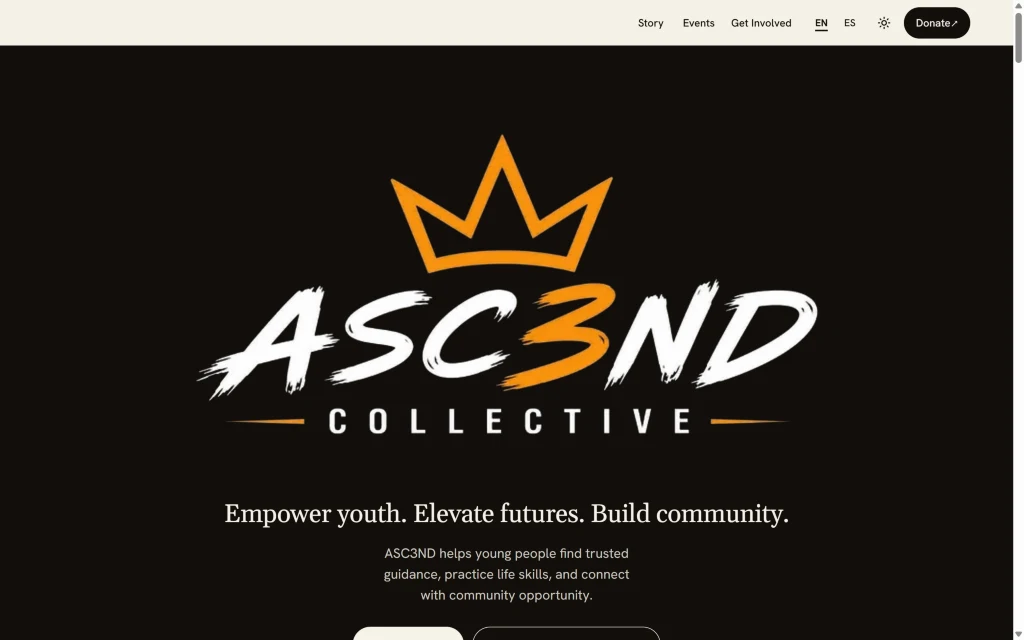 Story Events Get Involved EN ES Donate↗
ASC3ND
COLLECTIVE
Empower youth. Elevate futures. Build community.
ASC3ND helps young people find trusted
guidance, practice life skills, and connect
with community opportunity.